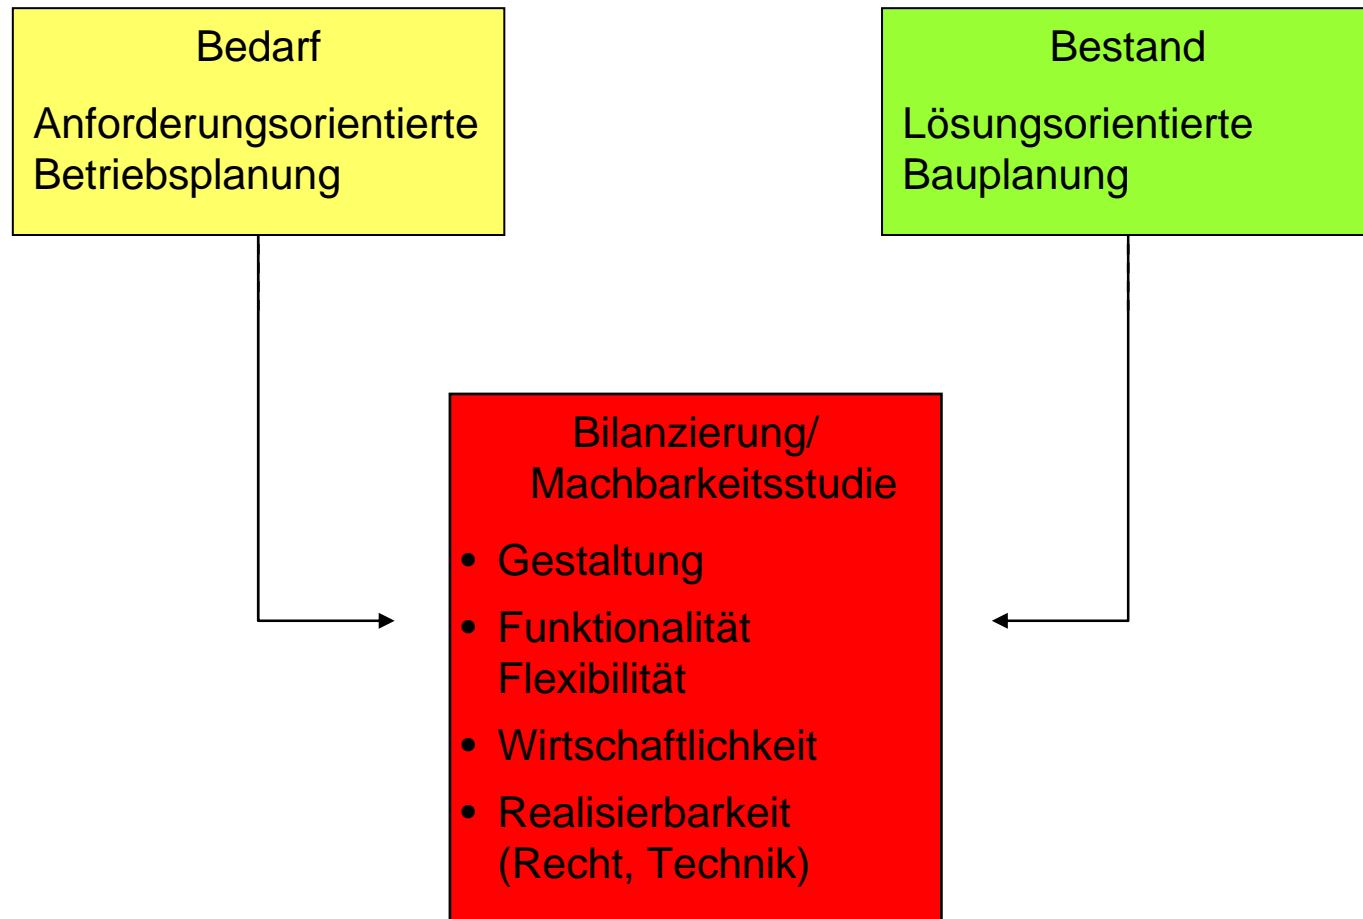 Bedarf
Anforderungsorientierte
Betriebsplanung
Bestand
Lösungsorientierte
Bauplanung
Bilanzierung/
Machbarkeitsstudie
• Gestaltung
• Funktionalität
Flexibilität
• Wirtschaftlichkeit
• Realisierbarkeit
(Recht, Technik)